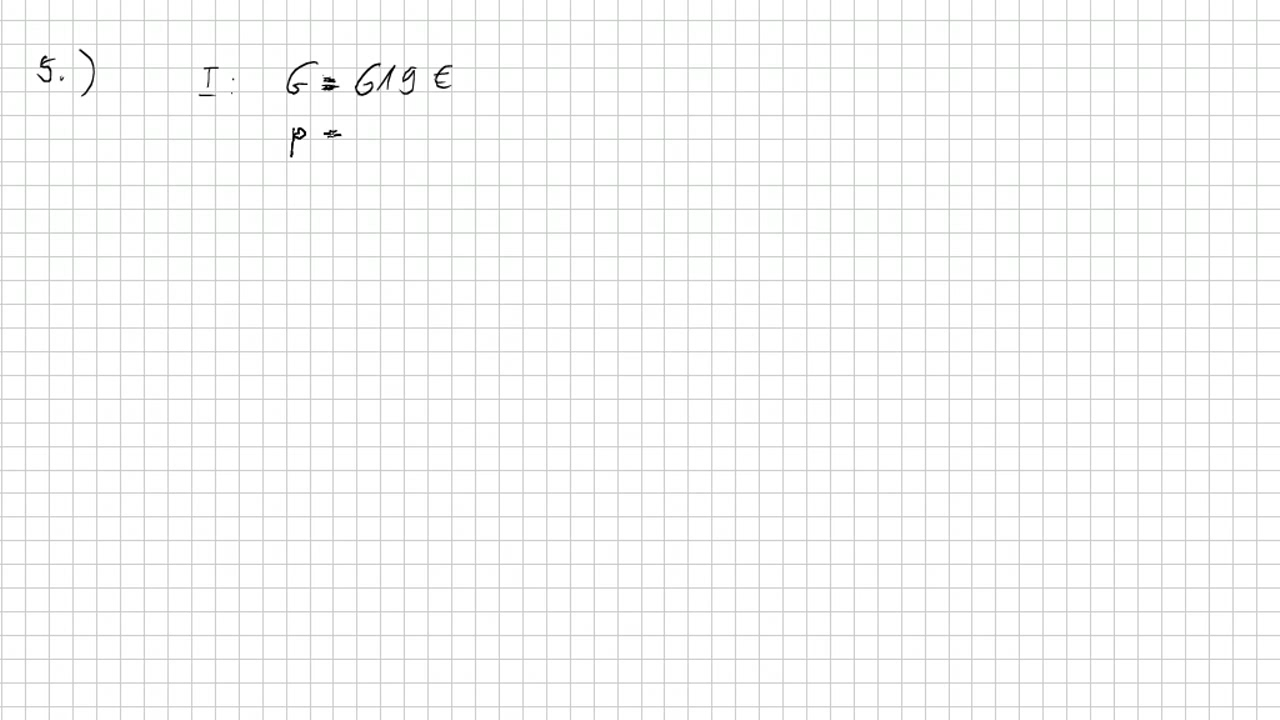 5.) I: G = 619 €
p =